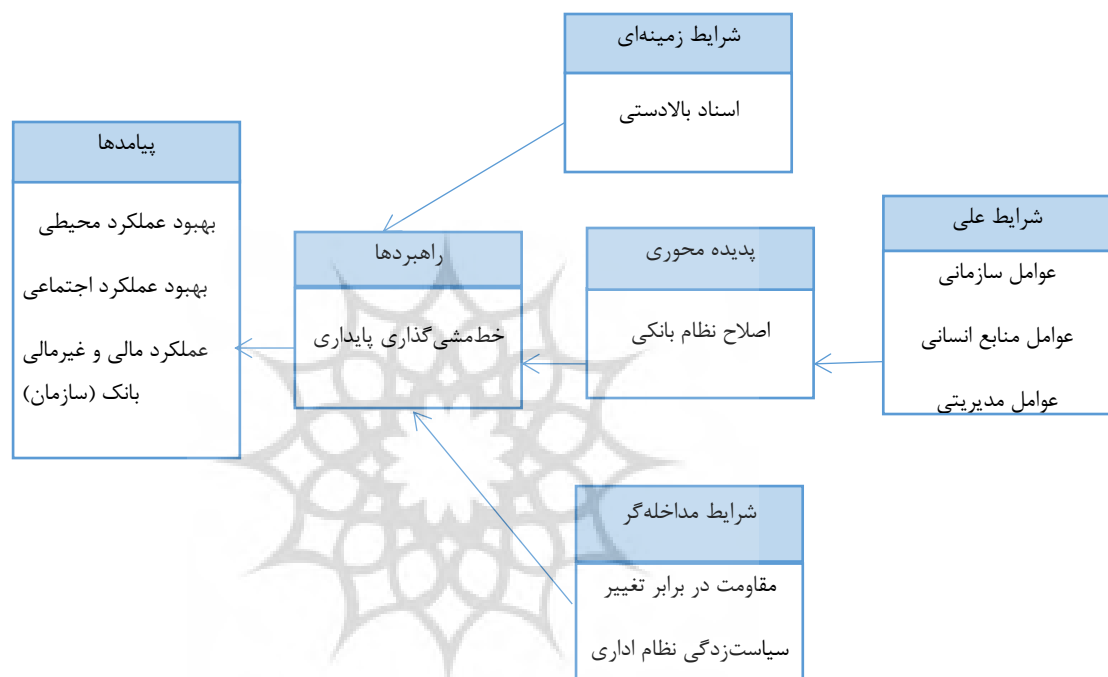 شرایط زمینه‌ای
اسناد بالادستی
شرایط علی
عوامل سازمانی
عوامل منابع انسانی
عوامل مدیریتی
پدیده محوری
اصلاح نظام بانکی
راهبردها
خط‌مشی‌گذاری پایداری
پیامدها
بهبود عملکرد محیطی
بهبود عملکرد اجتماعی
عملکرد مالی و غیرمالی
بانک (سازمان)
شرایط مداخله‌گر
مقاومت در برابر تغییر
سیاست‌زدگی نظام اداری